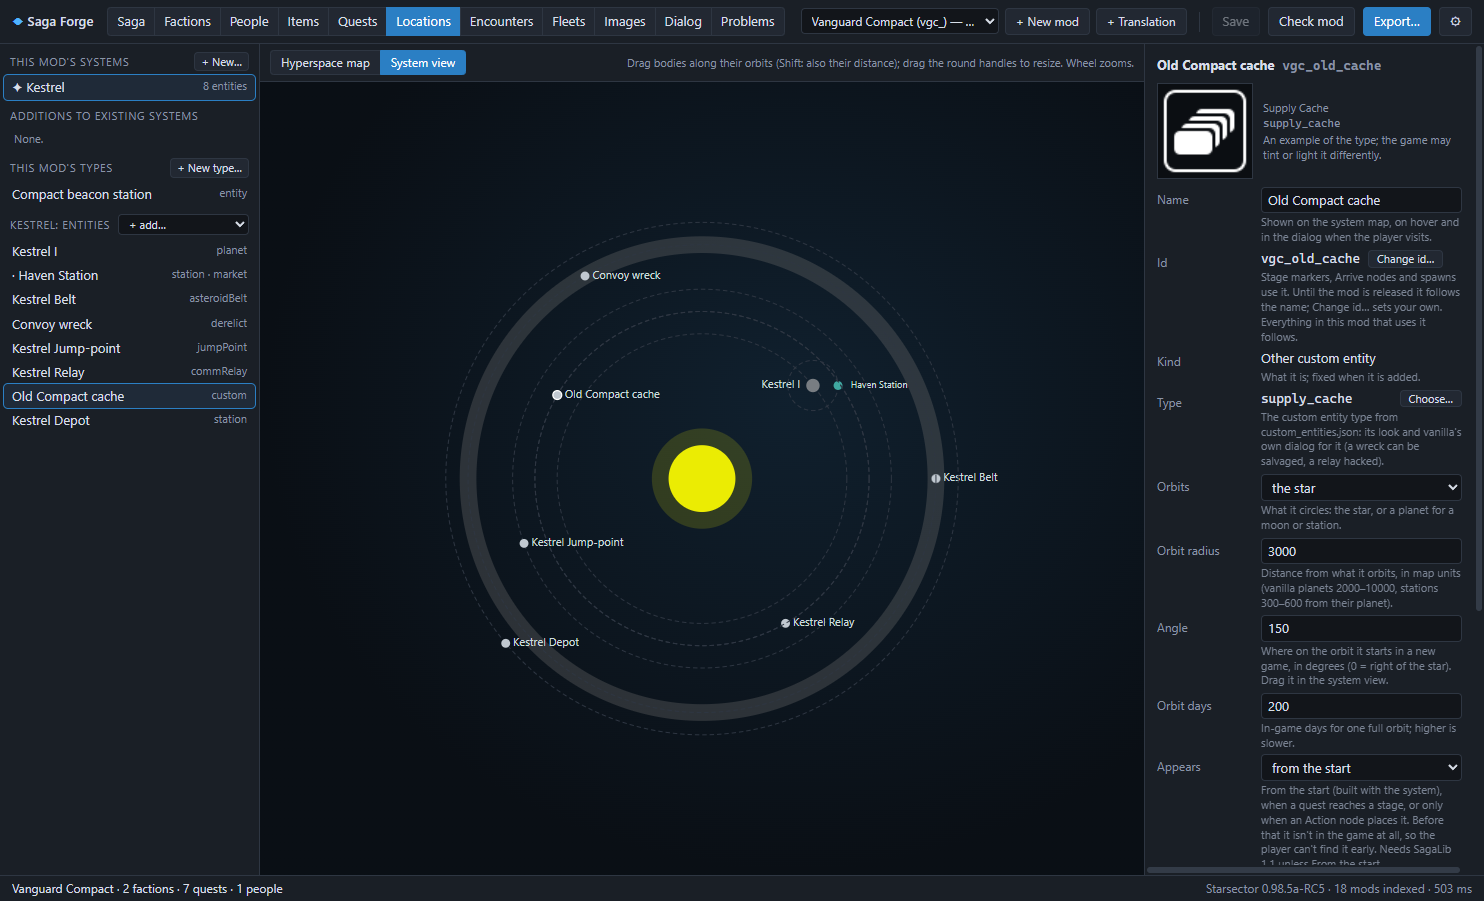 Saga Forge
Saga
Factions
People
Items
Quests
Locations
Encounters
Fleets
Images
Dialog
Problems
Vanguard Compact (vgc_) — ...
+ New mod
+ Translation
Save
Check mod
Export...
THIS MOD'S SYSTEMS
+ New...
Kestrel
8 entities
ADDITIONS TO EXISTING SYSTEMS
None.
THIS MOD'S TYPES
+ New type...
Compact beacon station
entity
KESTREL: ENTITIES
+ add...
Kestrel I
planet
· Haven Station
station · market
Kestrel Belt
asteroidBelt
Convoy wreck
derelict
Kestrel Jump-point
jumpPoint
Kestrel Relay
commRelay
Old Compact cache
custom
Kestrel Depot
station
Hyperspace map
System view
Drag bodies along their orbits (Shift: also their distance); drag the round handles to resize. Wheel zooms.
Convoy wreck
Kestrel I
Haven Station
Old Compact cache
Kestrel Belt
Kestrel Jump-point
Kestrel Relay
Kestrel Depot
Old Compact cache vgc_old_cache
Supply Cache
supply_cache
An example of the type; the game may
tint or light it differently.
Name
Old Compact cache
Shown on the system map, on hover and
in the dialog when the player visits.
Id
vgc_old_cache
Change id...
Stage markers, Arrive nodes and spawns
use it. Until the mod is released it follows
the name; Change id... sets your own.
Everything in this mod that uses it
follows.
Kind
Other custom entity
What it is; fixed when it is added.
Type
supply_cache
Choose...
The custom entity type from
custom_entities.json: its look and vanilla's
own dialog for it (a wreck can be
salvaged, a relay hacked).
Orbits
the star
What it circles: the star, or a planet for a
moon or station.
Orbit radius
3000
Distance from what it orbits, in map units
(vanilla planets 2000–10000, stations
300–600 from their planet).
Angle
150
Where on the orbit it starts in a new
game, in degrees (0 = right of the star).
Drag it in the system view.
Orbit days
200
In-game days for one full orbit; higher is
slower.
Appears
from the start
From the start (built with the system),
when a quest reaches a stage, or only
when an Action node places it. Before
that it isn't in the game at all, so the
player can't find it early. Needs SagaLib
1.1 unless From the start.
Vanguard Compact · 2 factions · 7 quests · 1 people
Starsector 0.98.5a-RC5 · 18 mods indexed · 503 ms